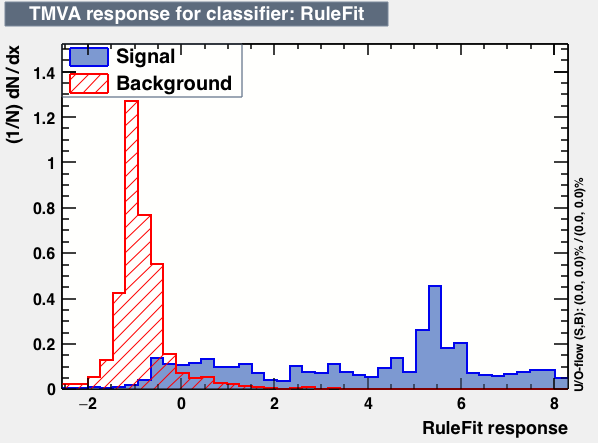 TMVA response for classifier: RuleFit
Signal
Background
(1/N) dN / dx
1.4
1.2
1
0.8
0.6
0.4
0.2
0
−2 0 2 4 6 8
RuleFit response
U/O-flow (S,B): (0.0, 0.0)% / (0.0, 0.0)%